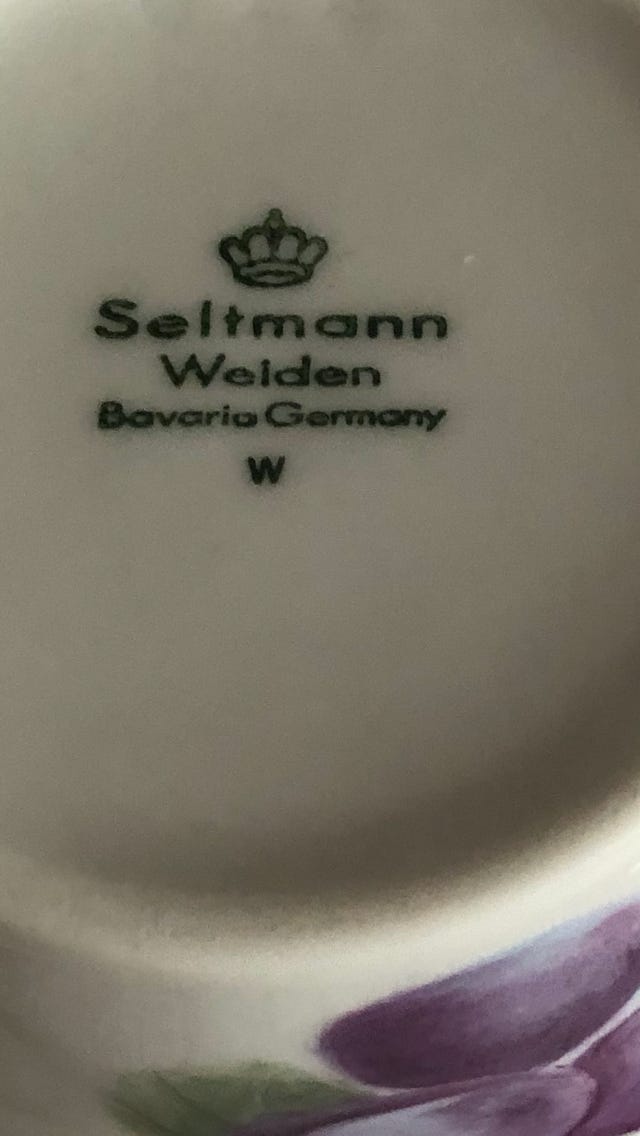 Seltmann
Weiden
Bavaria Germany
W